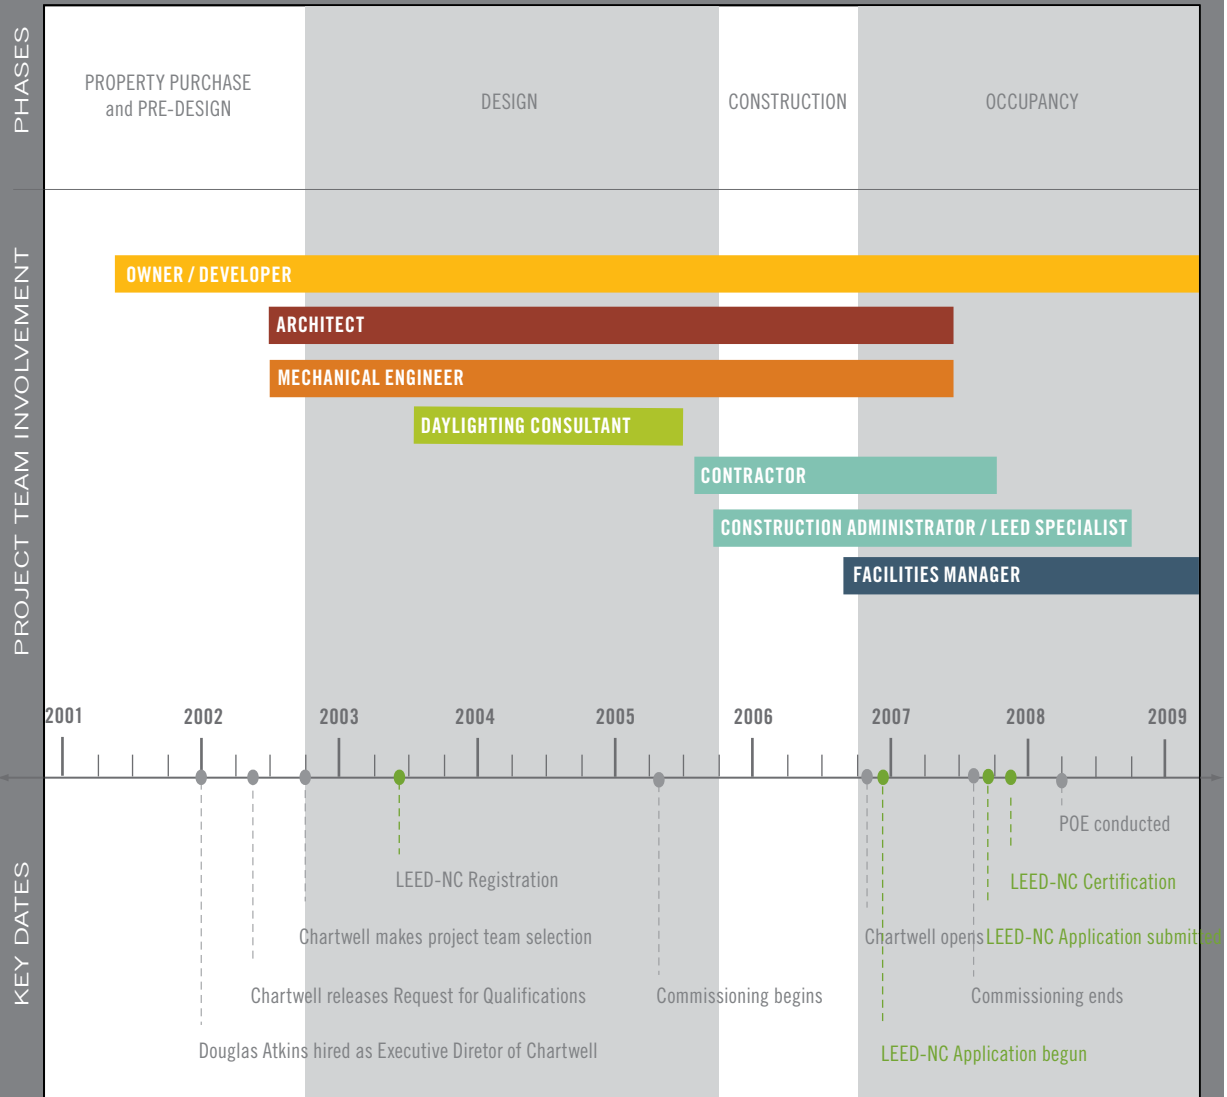 PHASES
PROPERTY PURCHASE
and PRE-DESIGN
DESIGN
CONSTRUCTION
OCCUPANCY
PROJECT TEAM INVOLVEMENT
OWNER / DEVELOPER
ARCHITECT
MECHANICAL ENGINEER
DAYLIGHTING CONSULTANT
CONTRACTOR
CONSTRUCTION ADMINISTRATOR / LEED SPECIALIST
FACILITIES MANAGER
2001 2002 2003 2004 2005 2006 2007 2008 2009
KEY DATES
POE conducted
LEED-NC Registration
LEED-NC Certification
Chartwell makes project team selection
Chartwell opens
LEED-NC Application submitted
Chartwell releases Request for Qualifications
Commissioning begins
Commissioning ends
Douglas Atkins hired as Executive Diretor of Chartwell
LEED-NC Application begun